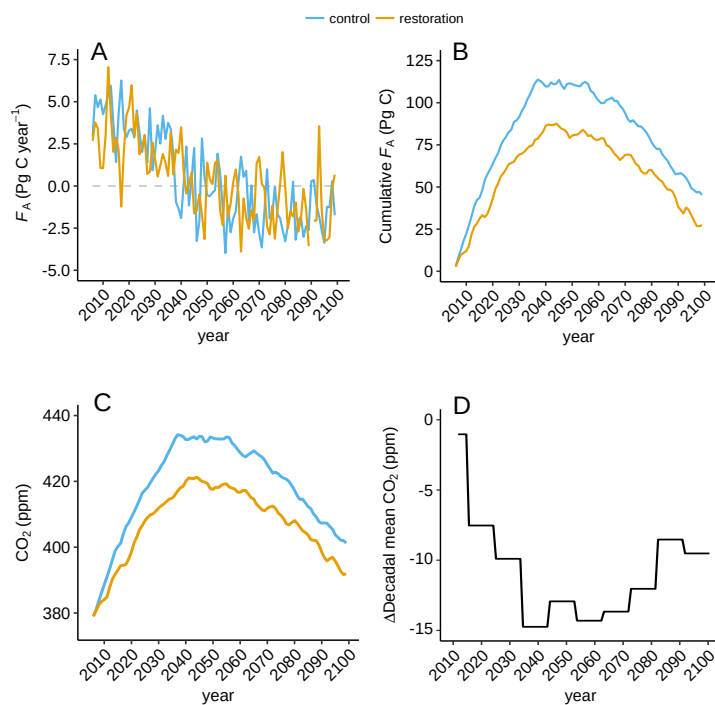 control restoration
A
7.5
5.0
2.5
0.0
-2.5
-5.0
F_A (Pg C year⁻¹)
2010 2020 2030 2040 2050 2060 2070 2080 2090 2100
year
B
125
100
75
50
25
0
Cumulative F_A (Pg C)
2010 2020 2030 2040 2050 2060 2070 2080 2090 2100
year
C
440
420
400
380
CO₂ (ppm)
2010 2020 2030 2040 2050 2060 2070 2080 2090 2100
year
D
0
-5
-10
-15
ΔDecadal mean CO₂ (ppm)
2010 2020 2030 2040 2050 2060 2070 2080 2090 2100
year